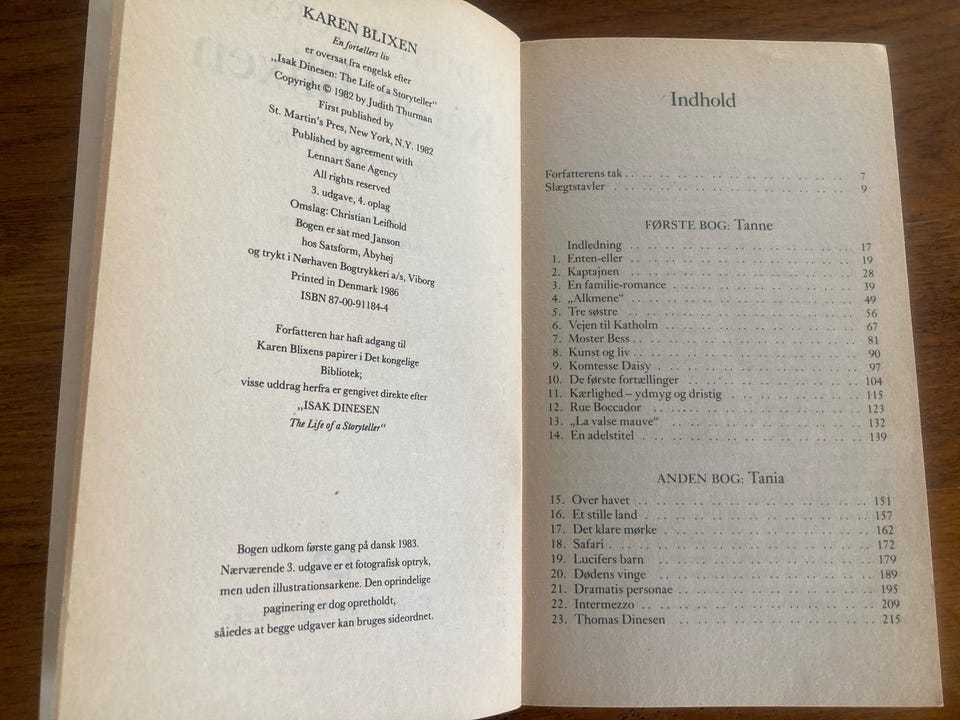 KAREN BLIXEN
En fortællers liv
er oversat fra engelsk efter
„Isak Dinesen: The Life of a Storyteller"
Copyright © 1982 by Judith Thurman
First published by
St. Martin's Pres, New York, N.Y. 1982
Published by agreement with
Lennart Sane Agency
All rights reserved
3. udgave, 4. oplag
Omslag: Christian Leifhold
Bogen er sat med Janson
hos Satsform, Åbyhøj
og trykt i Nørhaven Bogtrykkeri a/s, Viborg
Printed in Denmark 1986
ISBN 87-00-91184-4
Forfatteren har haft adgang til
Karen Blixens papirer i Det kongelige
Bibliotek;
visse uddrag herfra er gengivet direkte efter
„ISAK DINESEN
The Life of a Storyteller"
Bogen udkom første gang på dansk 1983.
Nærværende 3. udgave er et fotografisk optryk,
men uden illustrationsarkene. Den oprindelige
paginering er dog opretholdt,
såiedes at begge udgaver kan bruges sideordnet.
Indhold
Forfatterens tak 7
Slægtstavler 9
FØRSTE BOG: Tanne
Indledning 17
1. Enten-eller 19
2. Kaptajnen 28
3. En familie-romance 39
4. „Alkmene" 49
5. Tre søstre 56
6. Vejen til Katholm 67
7. Moster Bess 81
8. Kunst og liv 90
9. Komtesse Daisy 97
10. De første fortællinger 104
11. Kærlighed – ydmyg og dristig 115
12. Rue Boccador 123
13. „La valse mauve" 132
14. En adelstitel 139
ANDEN BOG: Tania
15. Over havet 151
16. Et stille land 157
17. Det klare mørke 162
18. Safari 172
19. Lucifers barn 179
20. Dødens vinge 189
21. Dramatis personae 195
22. Intermezzo 209
23. Thomas Dinesen 215